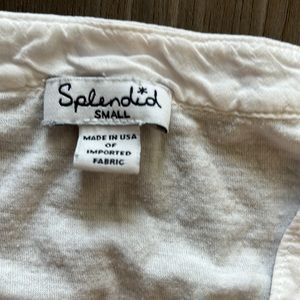 Splendid
SMALL
MADE IN USA
OF
IMPORTED
FABRIC